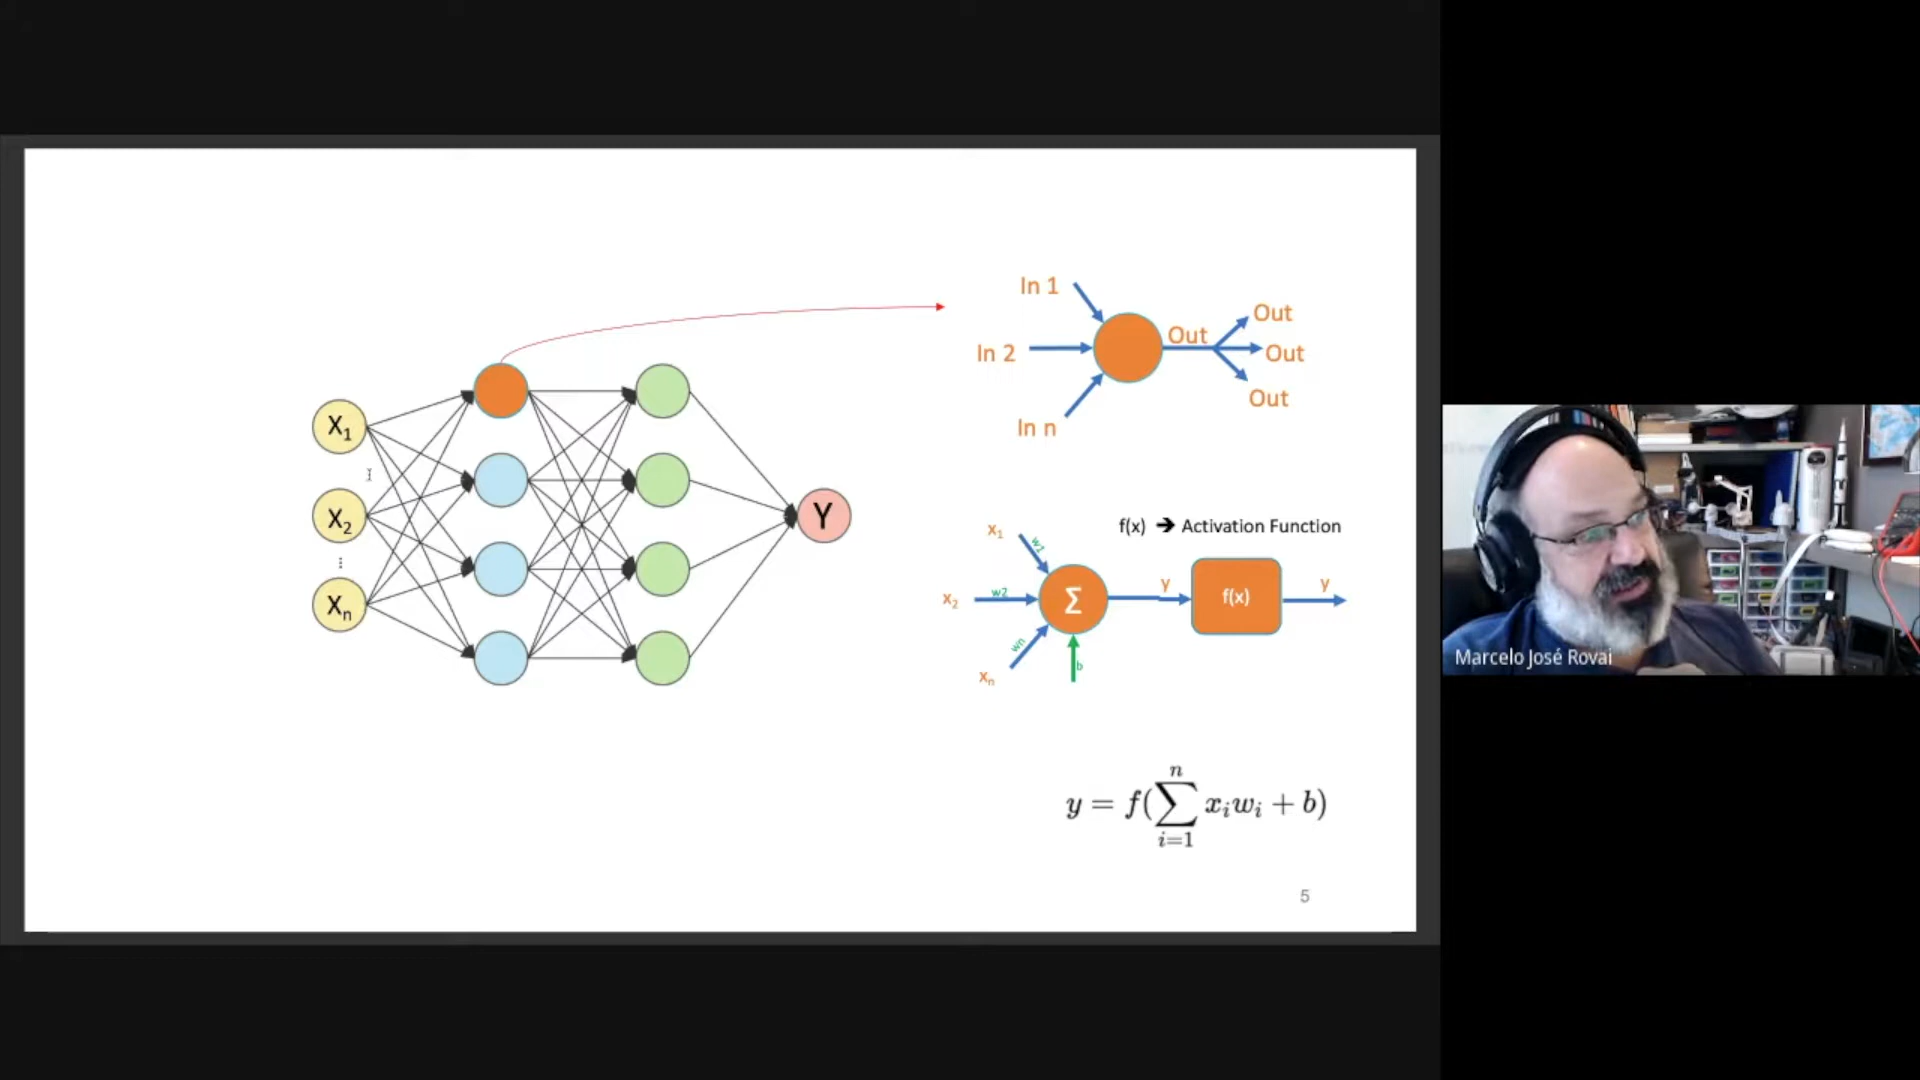 X₁
X₂
⋮
Xₙ
Y
In 1
In 2
In n
Out
Out
Out
Out
f(x) ➔ Activation Function
x₁
w1
x₂
w2
xₙ
wn
Σ
b
y
f(x)
y
y = f(∑ⁿᵢ₌₁ xᵢwᵢ + b)
5
Marcelo José Rovai